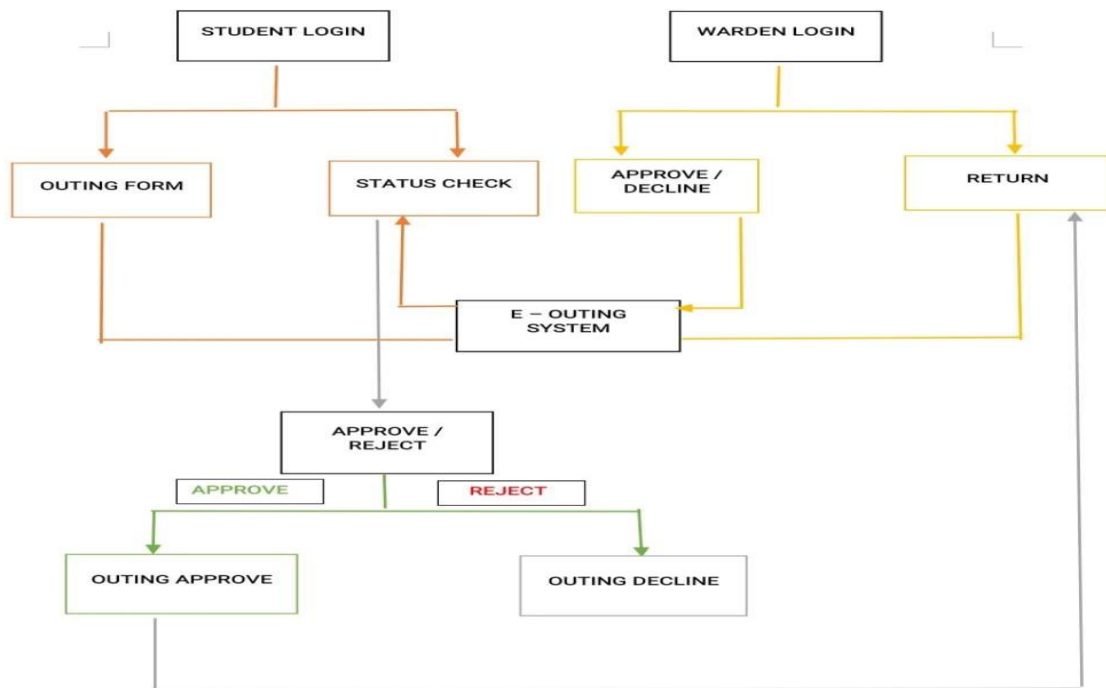 STUDENT LOGIN
WARDEN LOGIN
OUTING FORM
STATUS CHECK
APPROVE /
DECLINE
RETURN
E – OUTING
SYSTEM
APPROVE /
REJECT
APPROVE
REJECT
OUTING APPROVE
OUTING DECLINE